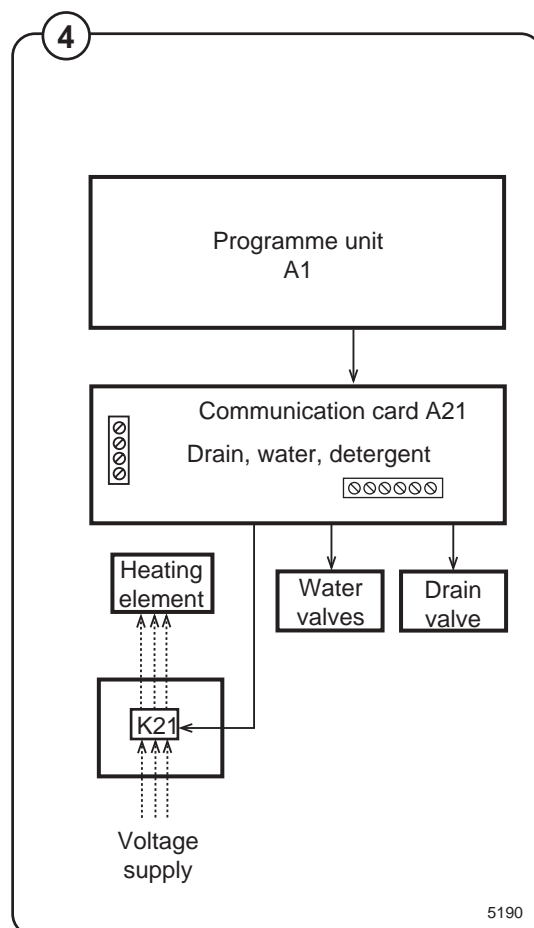 4
Programme unit
A1
Communication card A21
Drain, water, detergent
Heating
element
Water
valves
Drain
valve
K21
Voltage
supply
5190